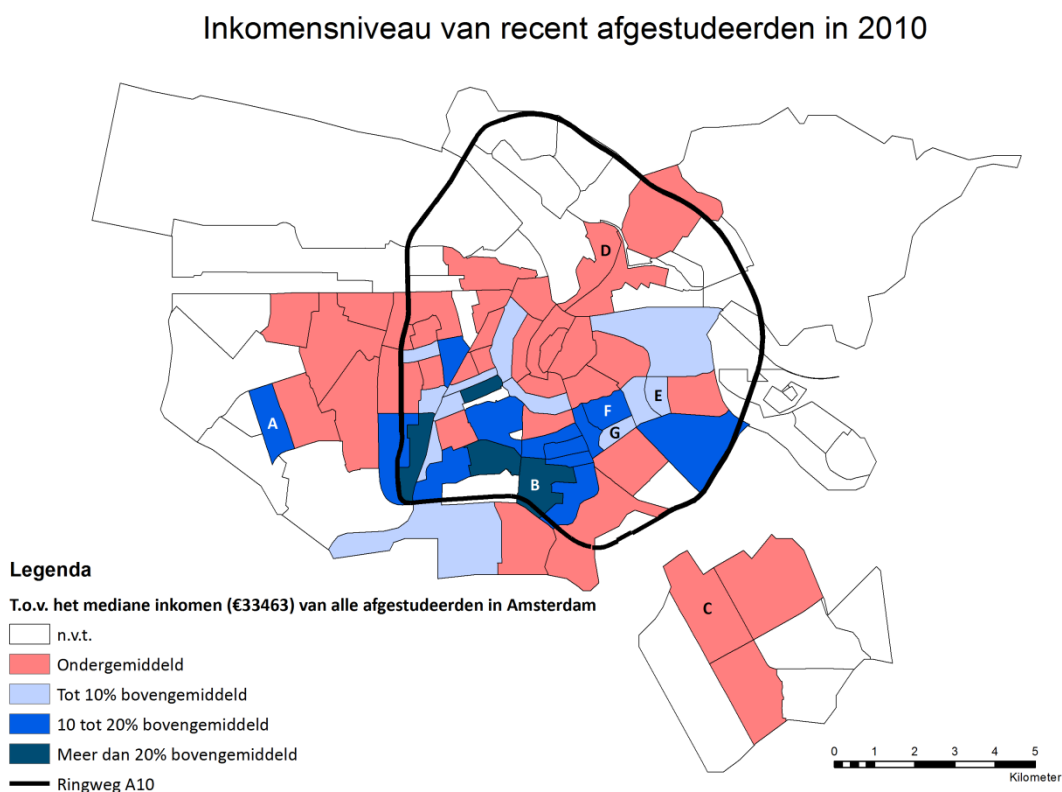 Inkomensniveau van recent afgestudeerden in 2010
D
A
F
E
G
B
C
Legenda
T.o.v. het mediane inkomen (€33463) van alle afgestudeerden in Amsterdam
n.v.t.
Ondergemiddeld
Tot 10% bovengemiddeld
10 tot 20% bovengemiddeld
Meer dan 20% bovengemiddeld
Ringweg A10
0 1 2 3 4 5
Kilometer